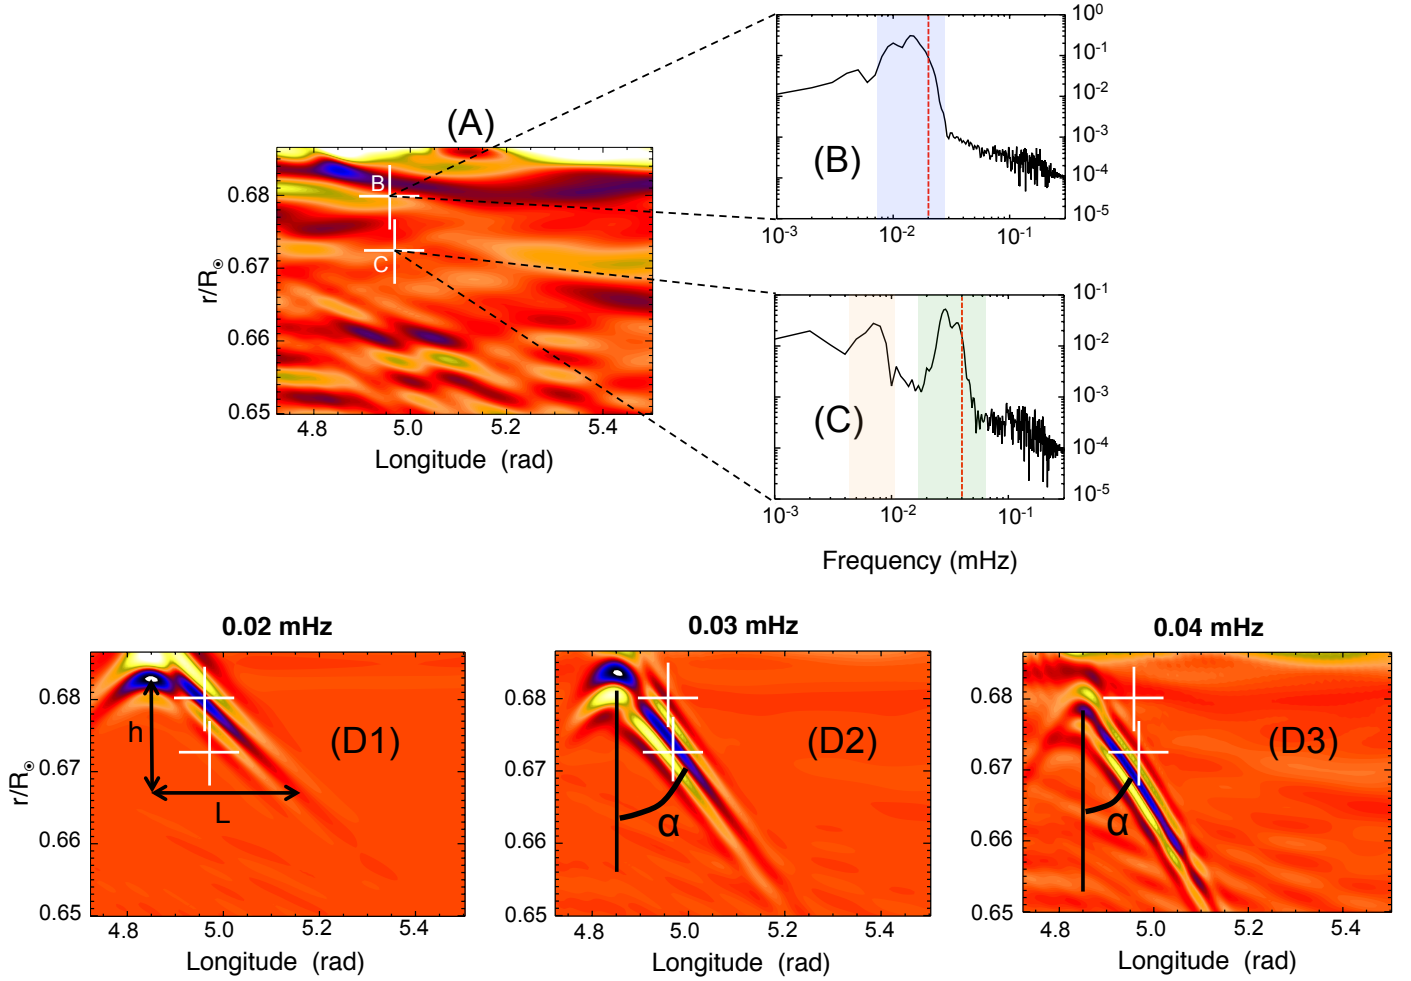 (A)
B
C
0.68
0.67
0.66
0.65
r/R☉
4.8 5.0 5.2 5.4
Longitude (rad)
(B)
10⁰
10⁻¹
10⁻²
10⁻³
10⁻⁴
10⁻⁵
10⁻³ 10⁻² 10⁻¹
(C)
10⁻¹
10⁻²
10⁻³
10⁻⁴
10⁻⁵
10⁻³ 10⁻² 10⁻¹
Frequency (mHz)
0.02 mHz
0.68
0.67
0.66
0.65
r/R☉
h
L
(D1)
4.8 5.0 5.2 5.4
Longitude (rad)
0.03 mHz
0.68
0.67
0.66
0.65
α
(D2)
4.8 5.0 5.2 5.4
Longitude (rad)
0.04 mHz
0.68
0.67
0.66
0.65
α
(D3)
4.8 5.0 5.2 5.4
Longitude (rad)